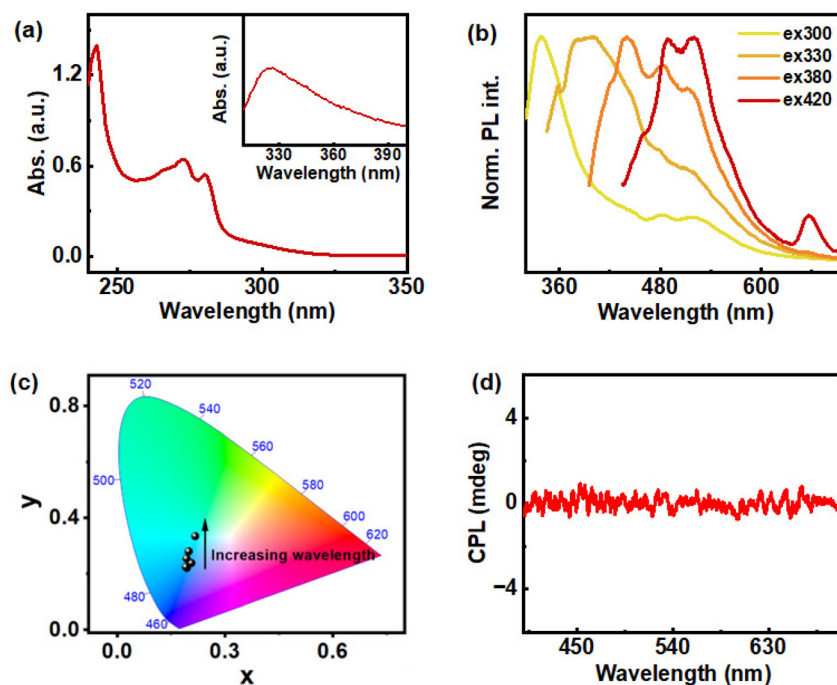 (a)
Abs. (a.u.)
1.2
0.6
0.0
250
300
350
Wavelength (nm)
Abs. (a.u.)
330
360
390
Wavelength (nm)
(b)
Norm. PL int.
ex300
ex330
ex380
ex420
360
480
600
Wavelength (nm)
(c)
y
0.8
0.4
0.0
0.0
0.3
0.6
x
520
540
560
580
600
620
500
480
460
Increasing wavelength
(d)
CPL (mdeg)
4
0
−4
450
540
630
Wavelength (nm)